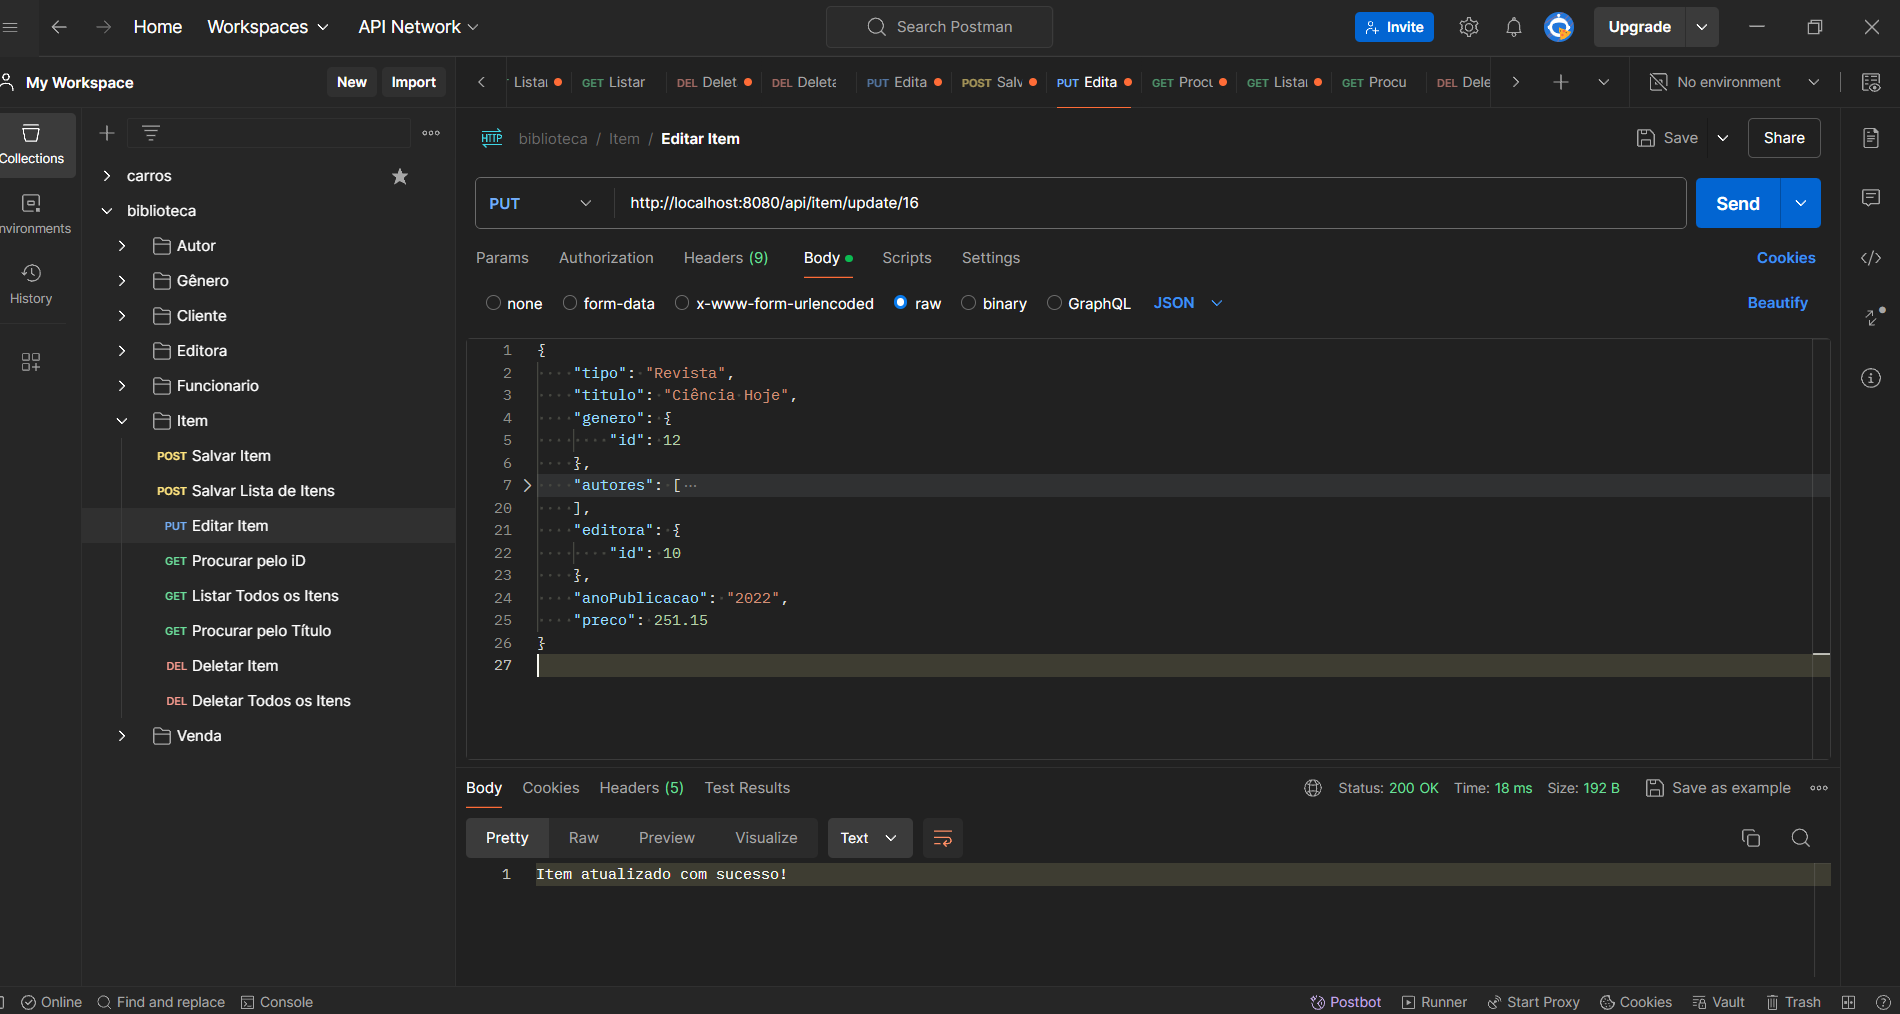 Home Workspaces API Network Search Postman Invite Upgrade
My Workspace New Import Listar GET Listar DEL Delet DEL Deleta PUT Edita POST Salv PUT Edita GET Procu GET Listar GET Procu DEL Dele No environment
Collections
nvironments
History
carros
biblioteca
Autor
Gênero
Cliente
Editora
Funcionario
Item
POST Salvar Item
POST Salvar Lista de Itens
PUT Editar Item
GET Procurar pelo iD
GET Listar Todos os Itens
GET Procurar pelo Título
DEL Deletar Item
DEL Deletar Todos os Itens
Venda
HTTP biblioteca / Item / Editar Item Save Share
PUT http://localhost:8080/api/item/update/16 Send
Params Authorization Headers (9) Body Scripts Settings Cookies
none form-data x-www-form-urlencoded raw binary GraphQL JSON Beautify
1 {
2 "tipo": "Revista",
3 "titulo": "Ciência Hoje",
4 "genero": {
5 "id": 12
6 },
7 "autores": [ ···
20 ],
21 "editora": {
22 "id": 10
23 },
24 "anoPublicacao": "2022",
25 "preco": 251.15
26 }
27
Body Cookies Headers (5) Test Results Status: 200 OK Time: 18 ms Size: 192 B Save as example
Pretty Raw Preview Visualize Text
1 Item atualizado com sucesso!
Online Find and replace Console Postbot Runner Start Proxy Cookies Vault Trash